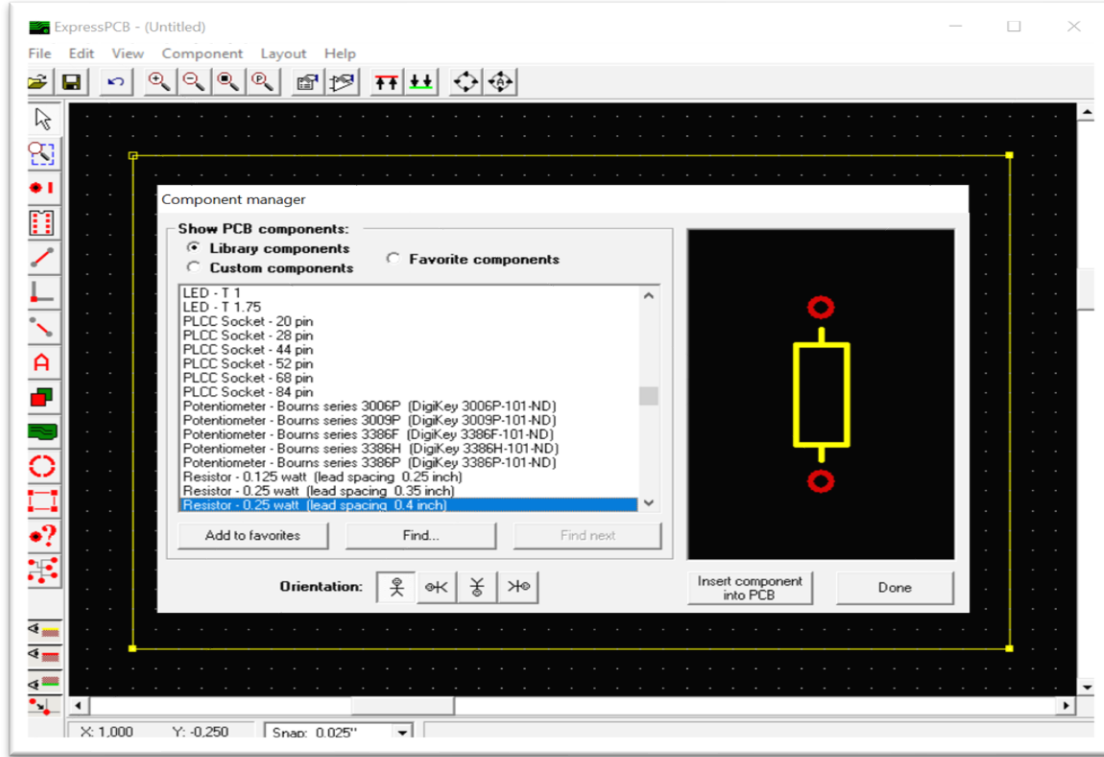 ExpressPCB - (Untitled)
File Edit View Component Layout Help
Component manager
Show PCB components:
Library components
Custom components
Favorite components
LED - T 1
LED - T 1.75
PLCC Socket - 20 pin
PLCC Socket - 28 pin
PLCC Socket - 44 pin
PLCC Socket - 52 pin
PLCC Socket - 68 pin
PLCC Socket - 84 pin
Potentiometer - Bourns series 3006P (DigiKey 3006P-101-ND)
Potentiometer - Bourns series 3009P (DigiKey 3009P-101-ND)
Potentiometer - Bourns series 3386F (DigiKey 3386F-101-ND)
Potentiometer - Bourns series 3386H (DigiKey 3386H-101-ND)
Potentiometer - Bourns series 3386P (DigiKey 3386P-101-ND)
Resistor - 0.125 watt (lead spacing 0.25 inch)
Resistor - 0.25 watt (lead spacing 0.35 inch)
Resistor - 0.25 watt (lead spacing 0.4 inch)
Add to favorites Find... Find next
Orientation:
Insert component
into PCB
Done
X: 1.000 Y: -0.250 Snap: 0.025"